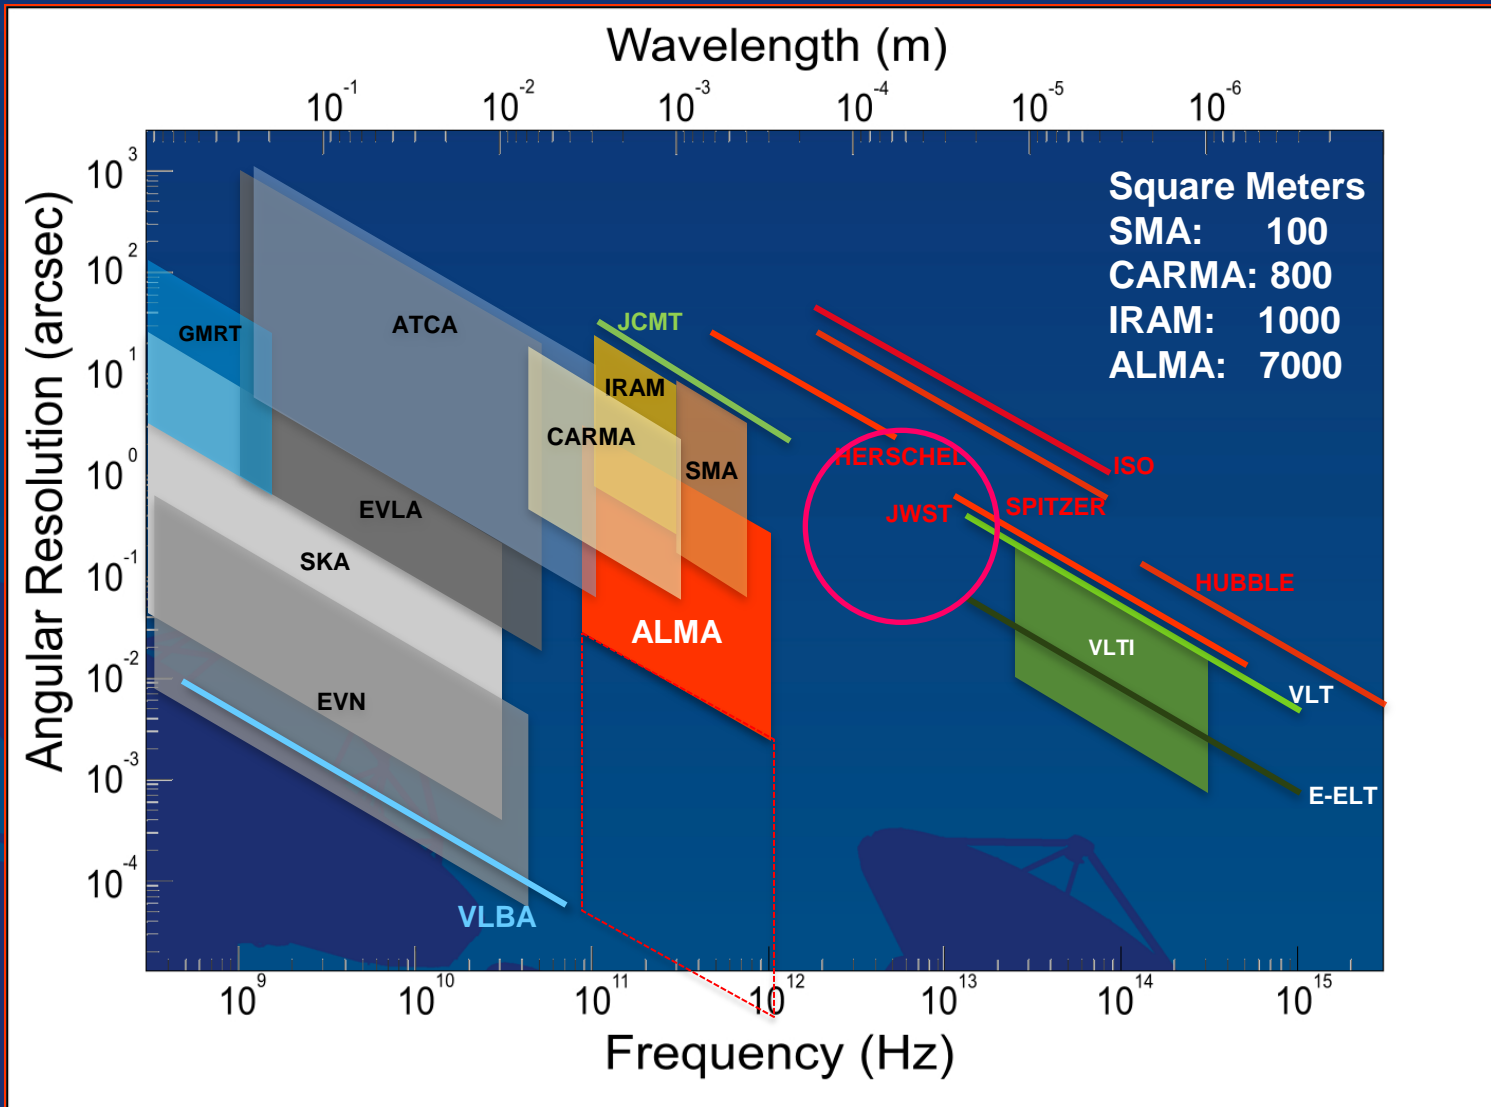 Wavelength (m)
10-1 10-2 10-3 10-4 10-5 10-6
Angular Resolution (arcsec)
103
102
101
100
10-1
10-2
10-3
10-4
Square Meters
SMA: 100
CARMA: 800
IRAM: 1000
ALMA: 7000
GMRT
ATCA
JCMT
IRAM
CARMA
SMA
HERSCHEL
ISO
EVLA
JWST
SPITZER
SKA
HUBBLE
ALMA
VLTI
EVN
VLT
E-ELT
VLBA
109 1010 1011 1012 1013 1014 1015
Frequency (Hz)